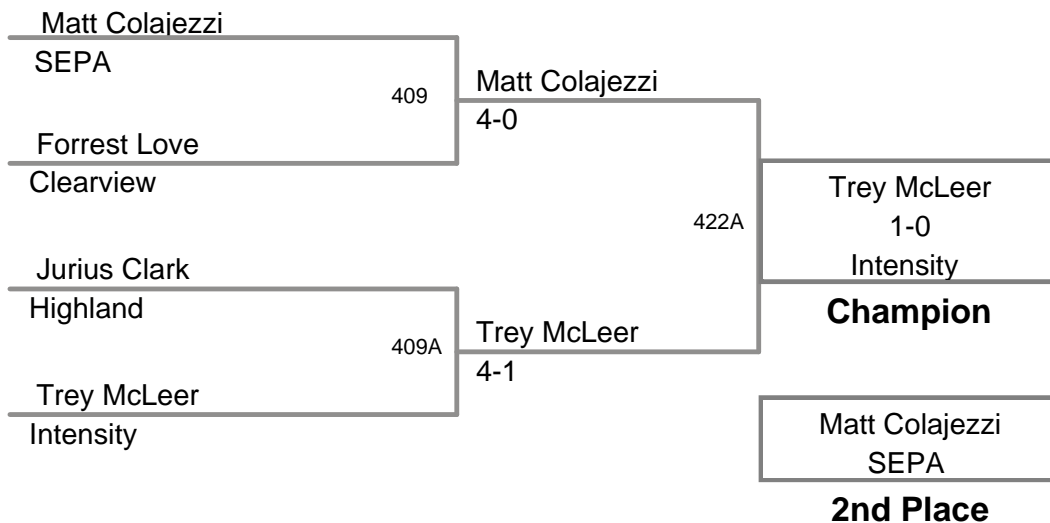 Matt Colajezzi
SEPA
409
Forrest Love
Clearview
Matt Colajezzi
4-0
Jurius Clark
Highland
409A
Trey McLeer
Intensity
Trey McLeer
4-1
422A
Trey McLeer
1-0
Intensity
Champion
Matt Colajezzi
SEPA
2nd Place